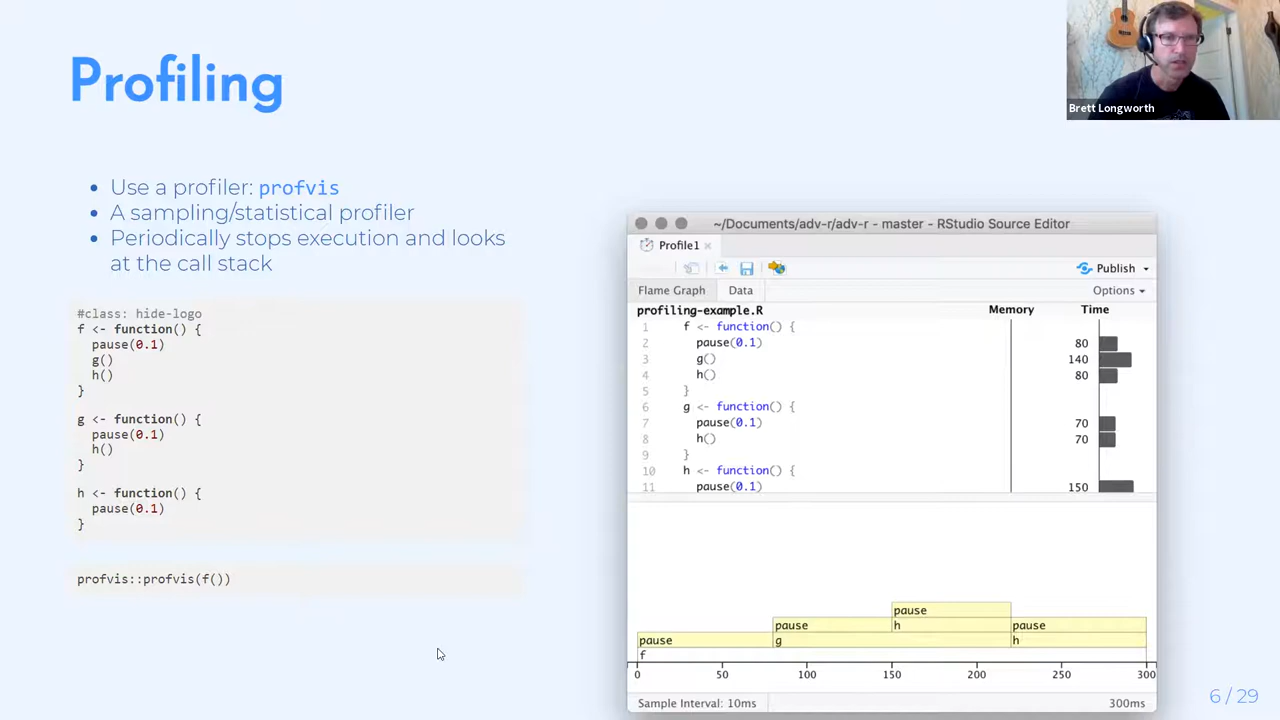 Profiling
Brett Longworth
• Use a profiler: profvis
• A sampling/statistical profiler
• Periodically stops execution and looks
at the call stack
#class: hide-logo
f <- function() {
  pause(0.1)
  g()
  h()
}
g <- function() {
  pause(0.1)
  h()
}
h <- function() {
  pause(0.1)
}
profvis::profvis(f())
~/Documents/adv-r/adv-r - master - RStudio Source Editor
Profile1
Publish
Flame Graph Data Options
profiling-example.R Memory Time
1 f <- function() {
2 pause(0.1) 80
3 g() 140
4 h() 80
5 }
6 g <- function() {
7 pause(0.1) 70
8 h() 70
9 }
10 h <- function() {
11 pause(0.1) 150
pause
pause h pause
pause g h
f
0 50 100 150 200 250 300
Sample Interval: 10ms 300ms
6 / 29